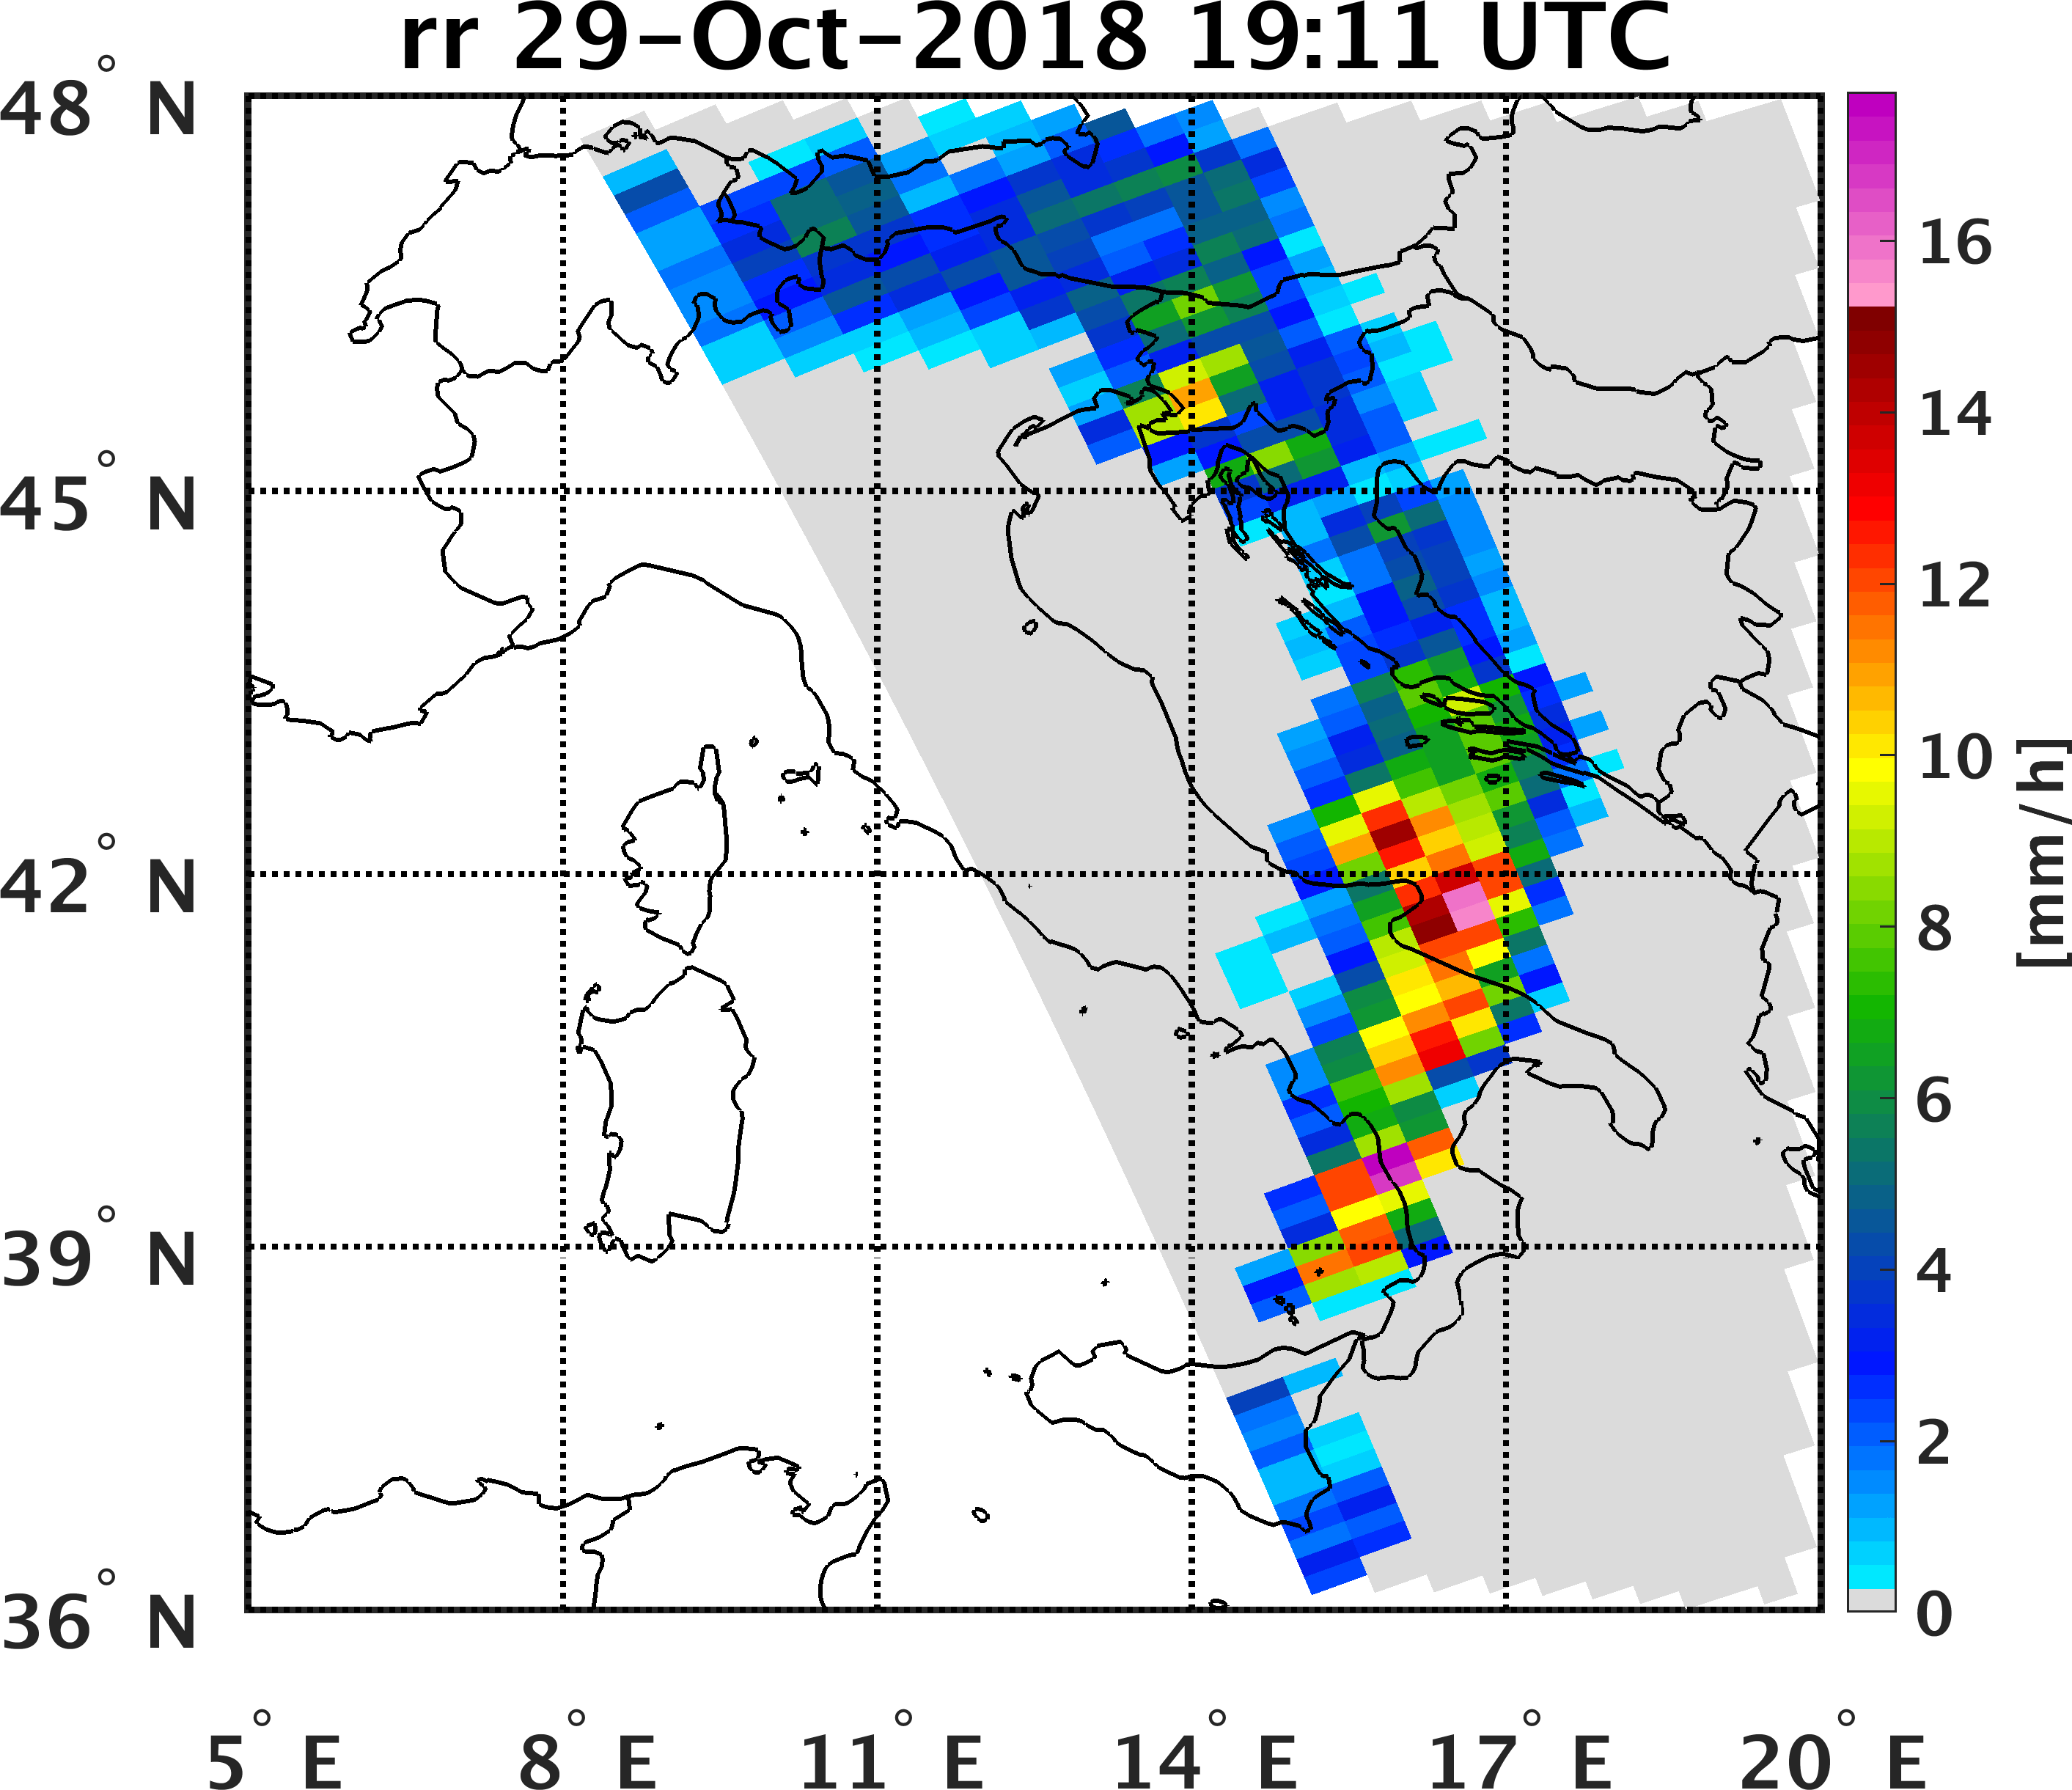 rr 29-Oct-2018 19:11 UTC
48° N
45° N
42° N
39° N
36° N
5° E
8° E
11° E
14° E
17° E
20° E
16
14
12
10
8
6
4
2
0
[mm/h]